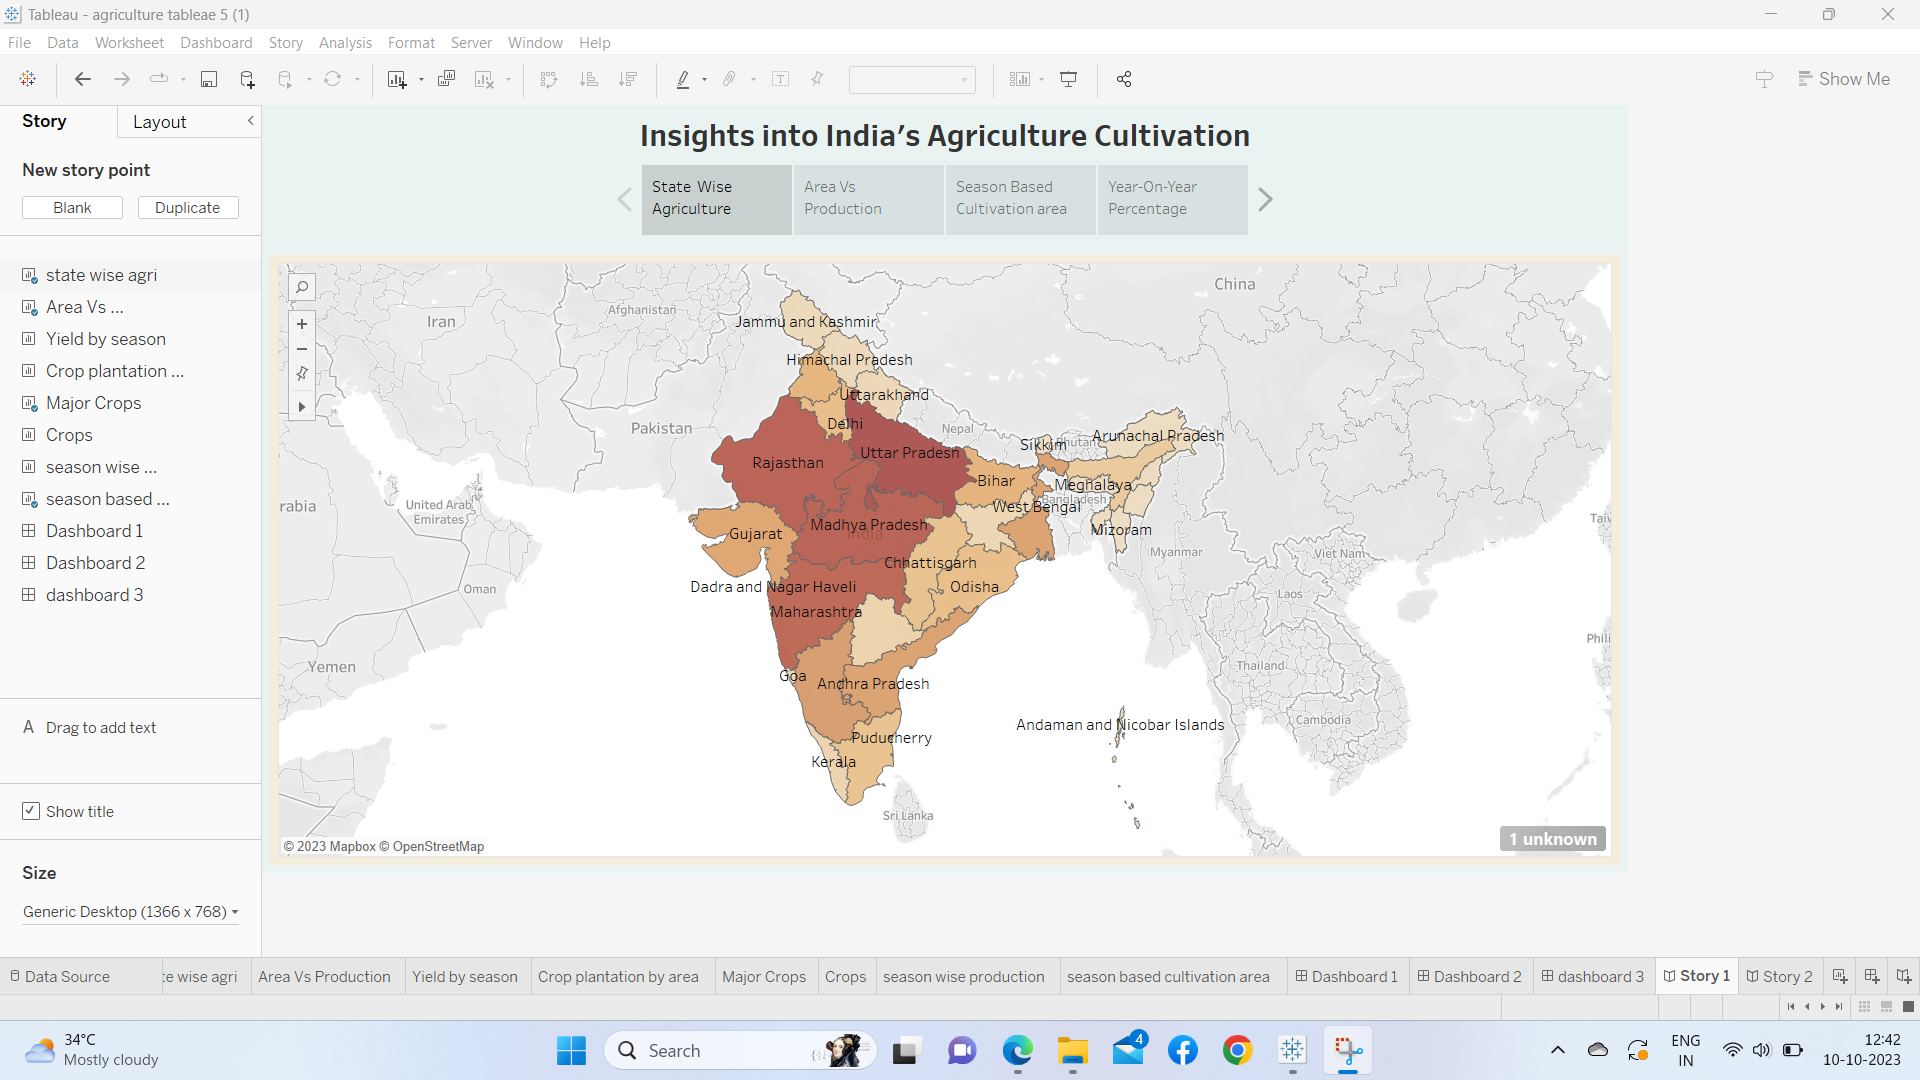 Tableau - agriculture tableae 5 (1)
File Data Worksheet Dashboard Story Analysis Format Server Window Help
Show Me
Story Layout
New story point
Blank Duplicate
state wise agri
Area Vs ...
Yield by season
Crop plantation ...
Major Crops
Crops
season wise ...
season based ...
Dashboard 1
Dashboard 2
dashboard 3
A Drag to add text
Show title
Size
Generic Desktop (1366 x 768)
Insights into India's Agriculture Cultivation
State Wise
Agriculture
Area Vs
Production
Season Based
Cultivation area
Year-On-Year
Percentage
China
Iran
Afghanistan
Jammu and Kashmir
Himachal Pradesh
Uttarakhand
Pakistan
Delhi
Nepal
Sikkim
Bhutan
Arunachal Pradesh
Uttar Pradesh
Rajasthan
Bihar
Meghalaya
Bangladesh
rabia
United Arab
Emirates
West Bengal
Taiv
Gujarat
Madhya Pradesh
India
Mizoram
Myanmar
Viet Nam
Chhattisgarh
Oman
Dadra and Nagar Haveli
Odisha
Laos
Maharashtra
Phili
Yemen
Thailand
Goa
Andhra Pradesh
Andaman and Nicobar Islands
Cambodia
Puducherry
Kerala
Sri Lanka
© 2023 Mapbox © OpenStreetMap
1 unknown
Data Source te wise agri Area Vs Production Yield by season Crop plantation by area Major Crops Crops season wise production season based cultivation area Dashboard 1 Dashboard 2 dashboard 3 Story 1 Story 2
34°C
Mostly cloudy
Search
4
ENG
IN
12:42
10-10-2023